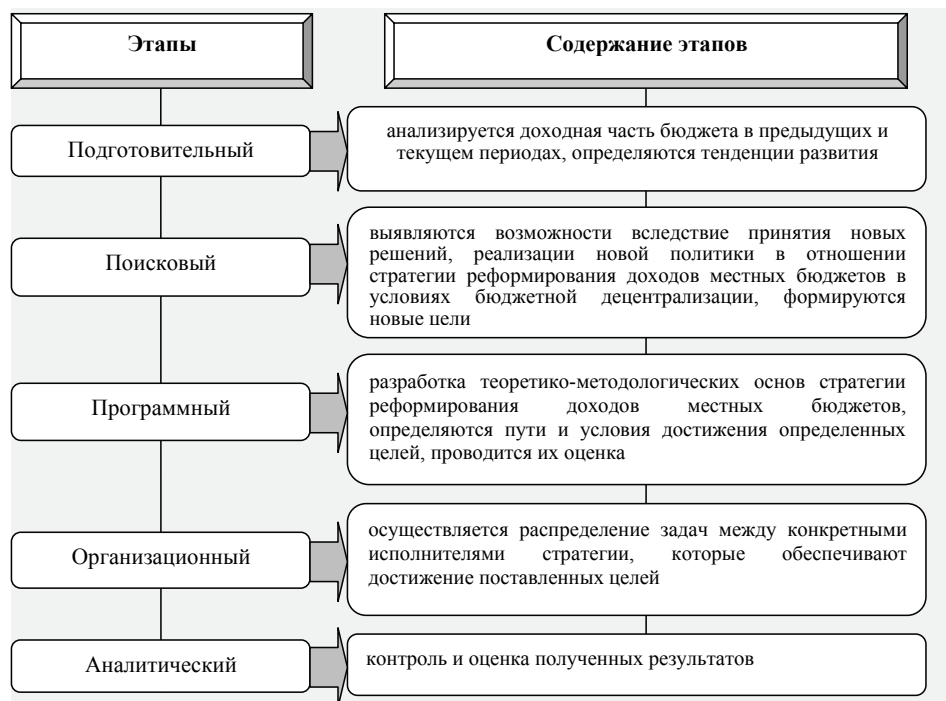 Этапы
Содержание этапов
Подготовительный
анализируется доходная часть бюджета в предыдущих и
текущем периодах, определяются тенденции развития
Поисковый
выявляются возможности вследствие принятия новых
решений, реализации новой политики в отношении
стратегии реформирования доходов местных бюджетов в
условиях бюджетной децентрализации, формируются
новые цели
Программный
разработка теоретико-методологических основ стратегии
реформирования доходов местных бюджетов,
определяются пути и условия достижения определенных
целей, проводится их оценка
Организационный
осуществляется распределение задач между конкретными
исполнителями стратегии, которые обеспечивают
достижение поставленных целей
Аналитический
контроль и оценка полученных результатов